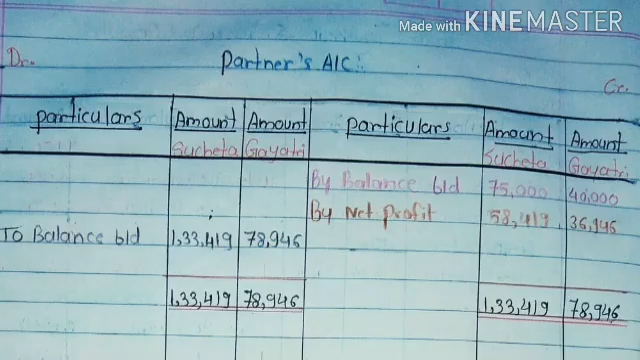 Made with KINEMASTER
Dr. Partner's A/C: Cr.
Particulars Amount Amount Particulars Amount Amount
Sucheta Gayatri Sucheta Gayatri
By Balance b/d 75,000 40,000
By Net profit 58,419 36,946
To Balance b/d 1,33,419 78,946
1,33,419 78,946 1,33,419 78,946